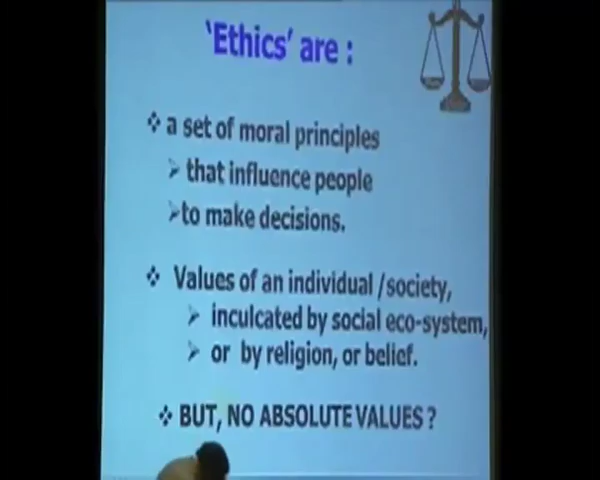 'Ethics' are :
❖ a set of moral principles
➢ that influence people
➢to make decisions.
❖ Values of an individual /society,
➢ inculcated by social eco-system,
➢ or by religion, or belief.
❖ BUT, NO ABSOLUTE VALUES ?